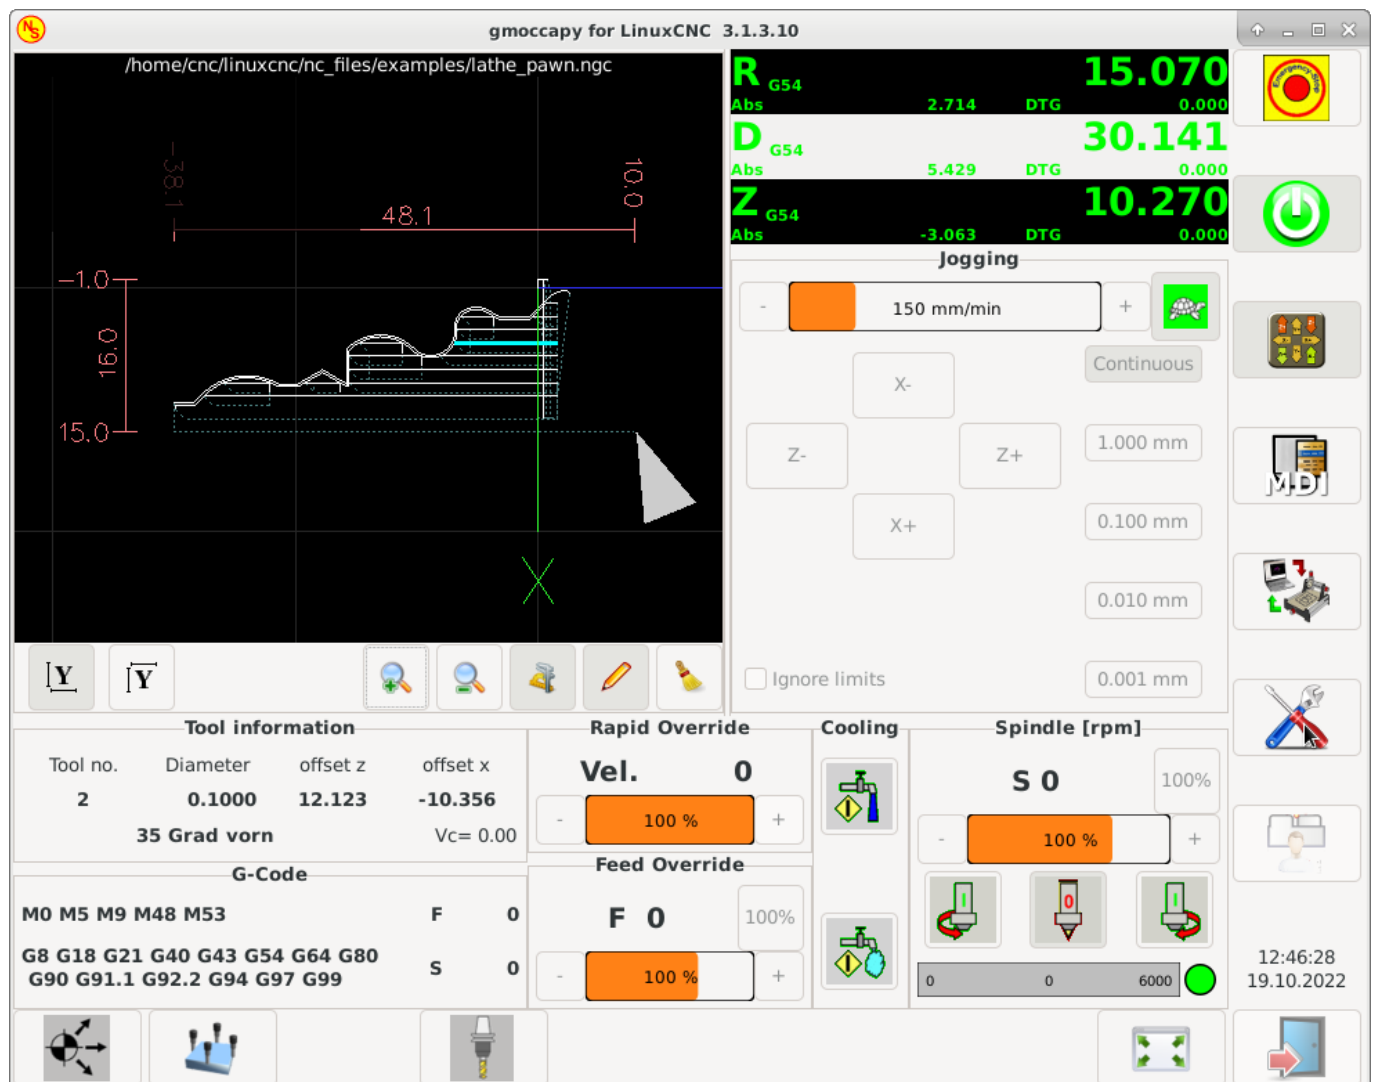 gmoccapy for LinuxCNC 3.1.3.10
/home/cnc/linuxcnc/nc_files/examples/lathe_pawn.ngc
-38.1
10.0
48.1
-1.0
16.0
15.0
X
R G54 15.070
Abs 2.714 DTG 0.000
D G54 30.141
Abs 5.429 DTG 0.000
Z G54 10.270
Abs -3.063 DTG 0.000
Emergency-Stop
Jogging
- 150 mm/min +
Continuous
X-
1.000 mm
Z- Z+
MDI
X+ 0.100 mm
0.010 mm
Ignore limits 0.001 mm
Y Y
Tool information
Tool no. Diameter offset z offset x
2 0.1000 12.123 -10.356
35 Grad vorn Vc= 0.00
G-Code
M0 M5 M9 M48 M53 F 0
G8 G18 G21 G40 G43 G54 G64 G80
G90 G91.1 G92.2 G94 G97 G99
S 0
Rapid Override
Vel. 0
- 100 % +
Feed Override
F 0 100%
- 100 % +
Cooling
Spindle [rpm]
S 0 100%
- 100 % +
I 0 I
0 0 6000
12:46:28
19.10.2022